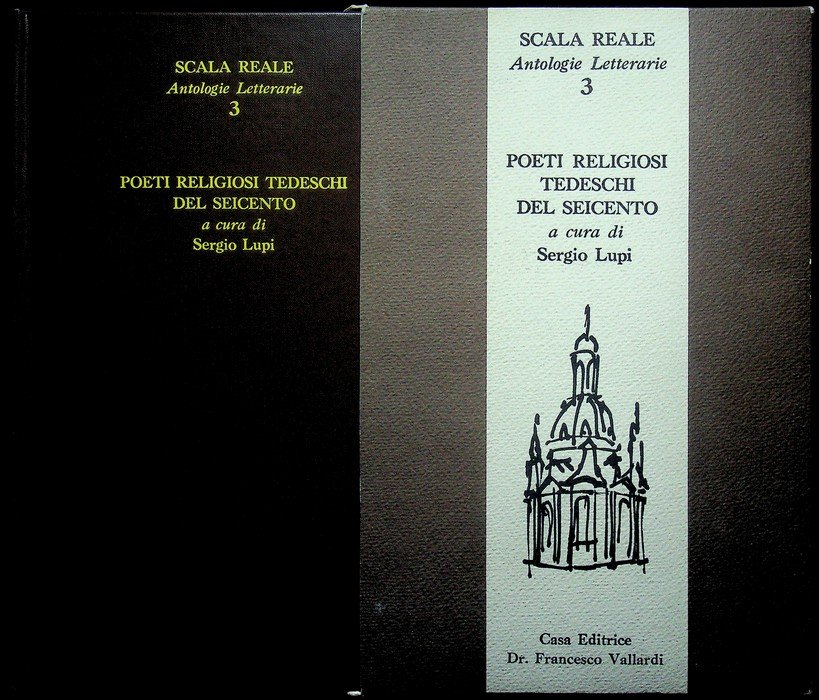 SCALA REALE
Antologie Letterarie
3
POETI RELIGIOSI TEDESCHI
DEL SEICENTO
a cura di
Sergio Lupi
SCALA REALE
Antologie Letterarie
3
POETI RELIGIOSI
TEDESCHI
DEL SEICENTO
a cura di
Sergio Lupi
Casa Editrice
Dr. Francesco Vallardi